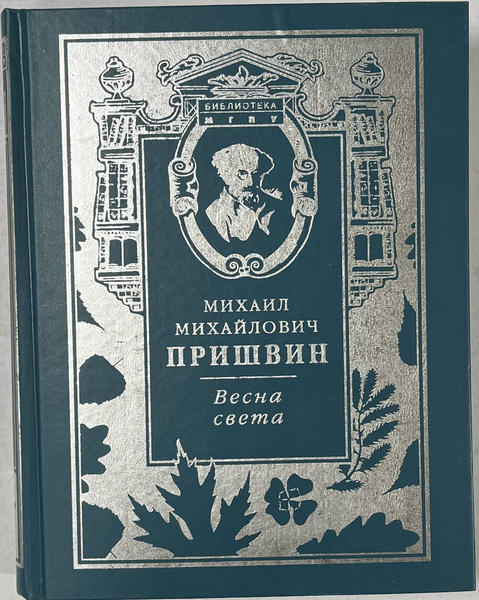 БИБЛИОТЕКА
МГПУ
МИХАИЛ
МИХАЙЛОВИЧ
ПРИШВИН
Весна
света